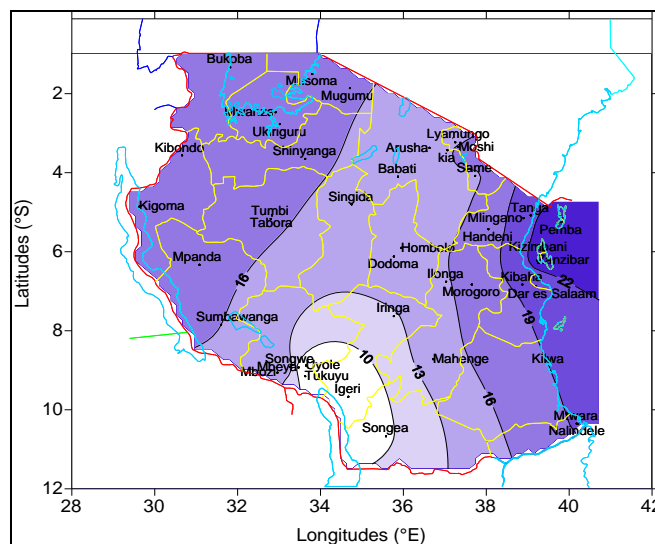 Bukoba
Musoma
2
Mugumu
Mwanza
Ukiriguru
Lyamungo
Kibondo
Shinyanga
Arusha
Moshi
kia
4
Babati
Same
Kigoma
Singida
Tanga
Tumbi
Mlingano
Pemba
Tabora
Handeni
6
Hombolo
Kizimbani
Mpanda
Dodoma
Zanzibar
16
Ilonga
Kibaha
22
Morogoro
Dar es Salaam
Sumbawanga
Iringa
19
8
Songwe
10
Mahenge
Kilwa
Mbeya
Uyole
13
Mbozi
Tukuyu
Igeri
16
10
Songea
Mtwara
Nalindele
12
28
30
32
34
36
38
40
42
Longitudes (°E)
Latitudes (°S)